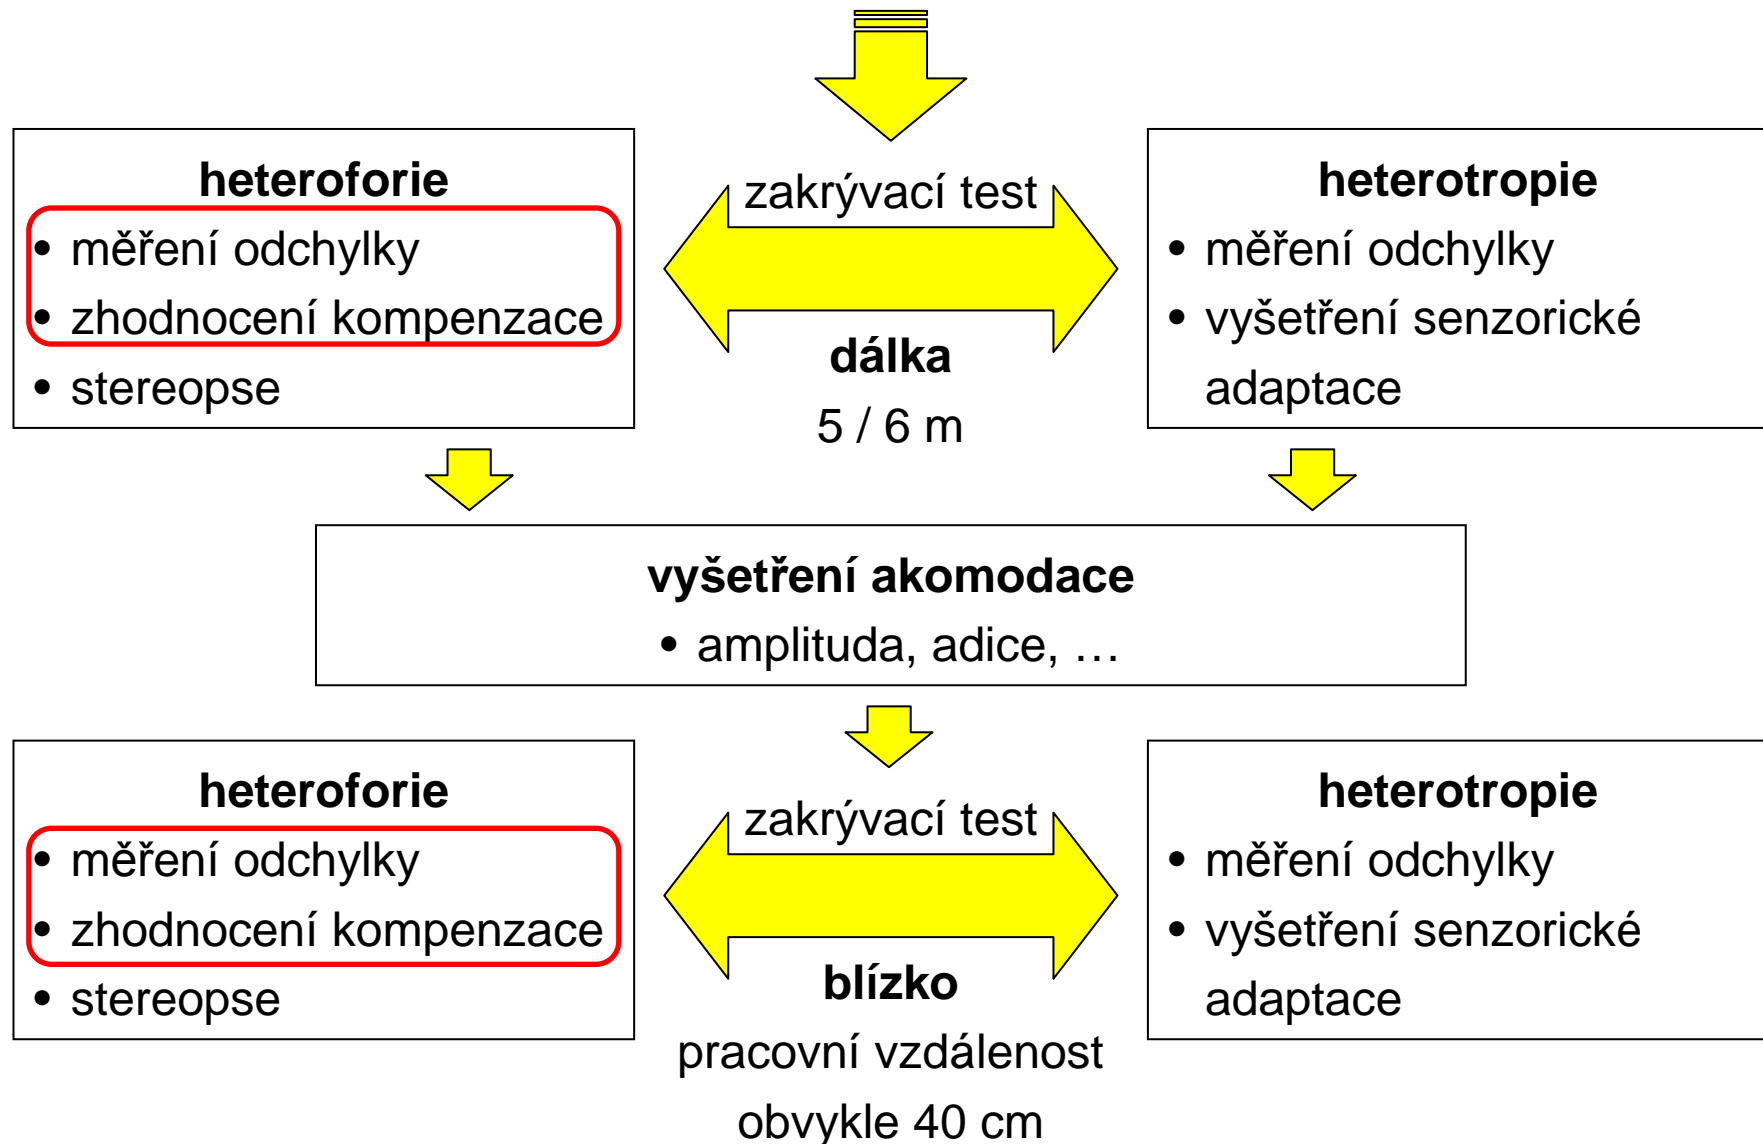 heteroforie
• měření odchylky
• zhodnocení kompenzace
• stereopse
zakrývací test
dálka
5 / 6 m
heterotropie
• měření odchylky
• vyšetření senzorické
adaptace
vyšetření akomodace
• amplituda, adice, …
heteroforie
• měření odchylky
• zhodnocení kompenzace
• stereopse
zakrývací test
blízko
pracovní vzdálenost
obvykle 40 cm
heterotropie
• měření odchylky
• vyšetření senzorické
adaptace